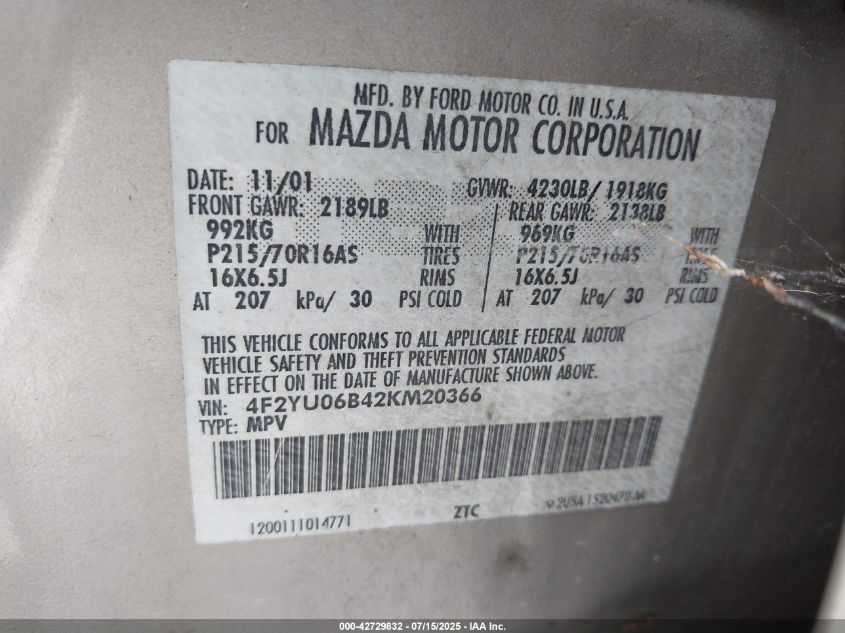 MFD. BY FORD MOTOR CO. IN U.S.A.
FOR MAZDA MOTOR CORPORATION
DATE: 11/01 GVWR: 4230LB/ 1918KG
FRONT GAWR: 2189LB REAR GAWR: 2138LB
992KG WITH 969KG WITH
P215/70R16AS TIRES P215/70R16AS TIRES
16X6.5J RIMS 16X6.5J RIMS
AT 207 kPa/ 30 PSI COLD AT 207 kPa/ 30 PSI COLD
THIS VEHICLE CONFORMS TO ALL APPLICABLE FEDERAL MOTOR
VEHICLE SAFETY AND THEFT PREVENTION STANDARDS
IN EFFECT ON THE DATE OF MANUFACTURE SHOWN ABOVE.
VIN: 4F2YU06B42KM20366
TYPE: MPV
1200111014771 ZTC
000-42729832 - 07/15/2025 - IAA Inc.